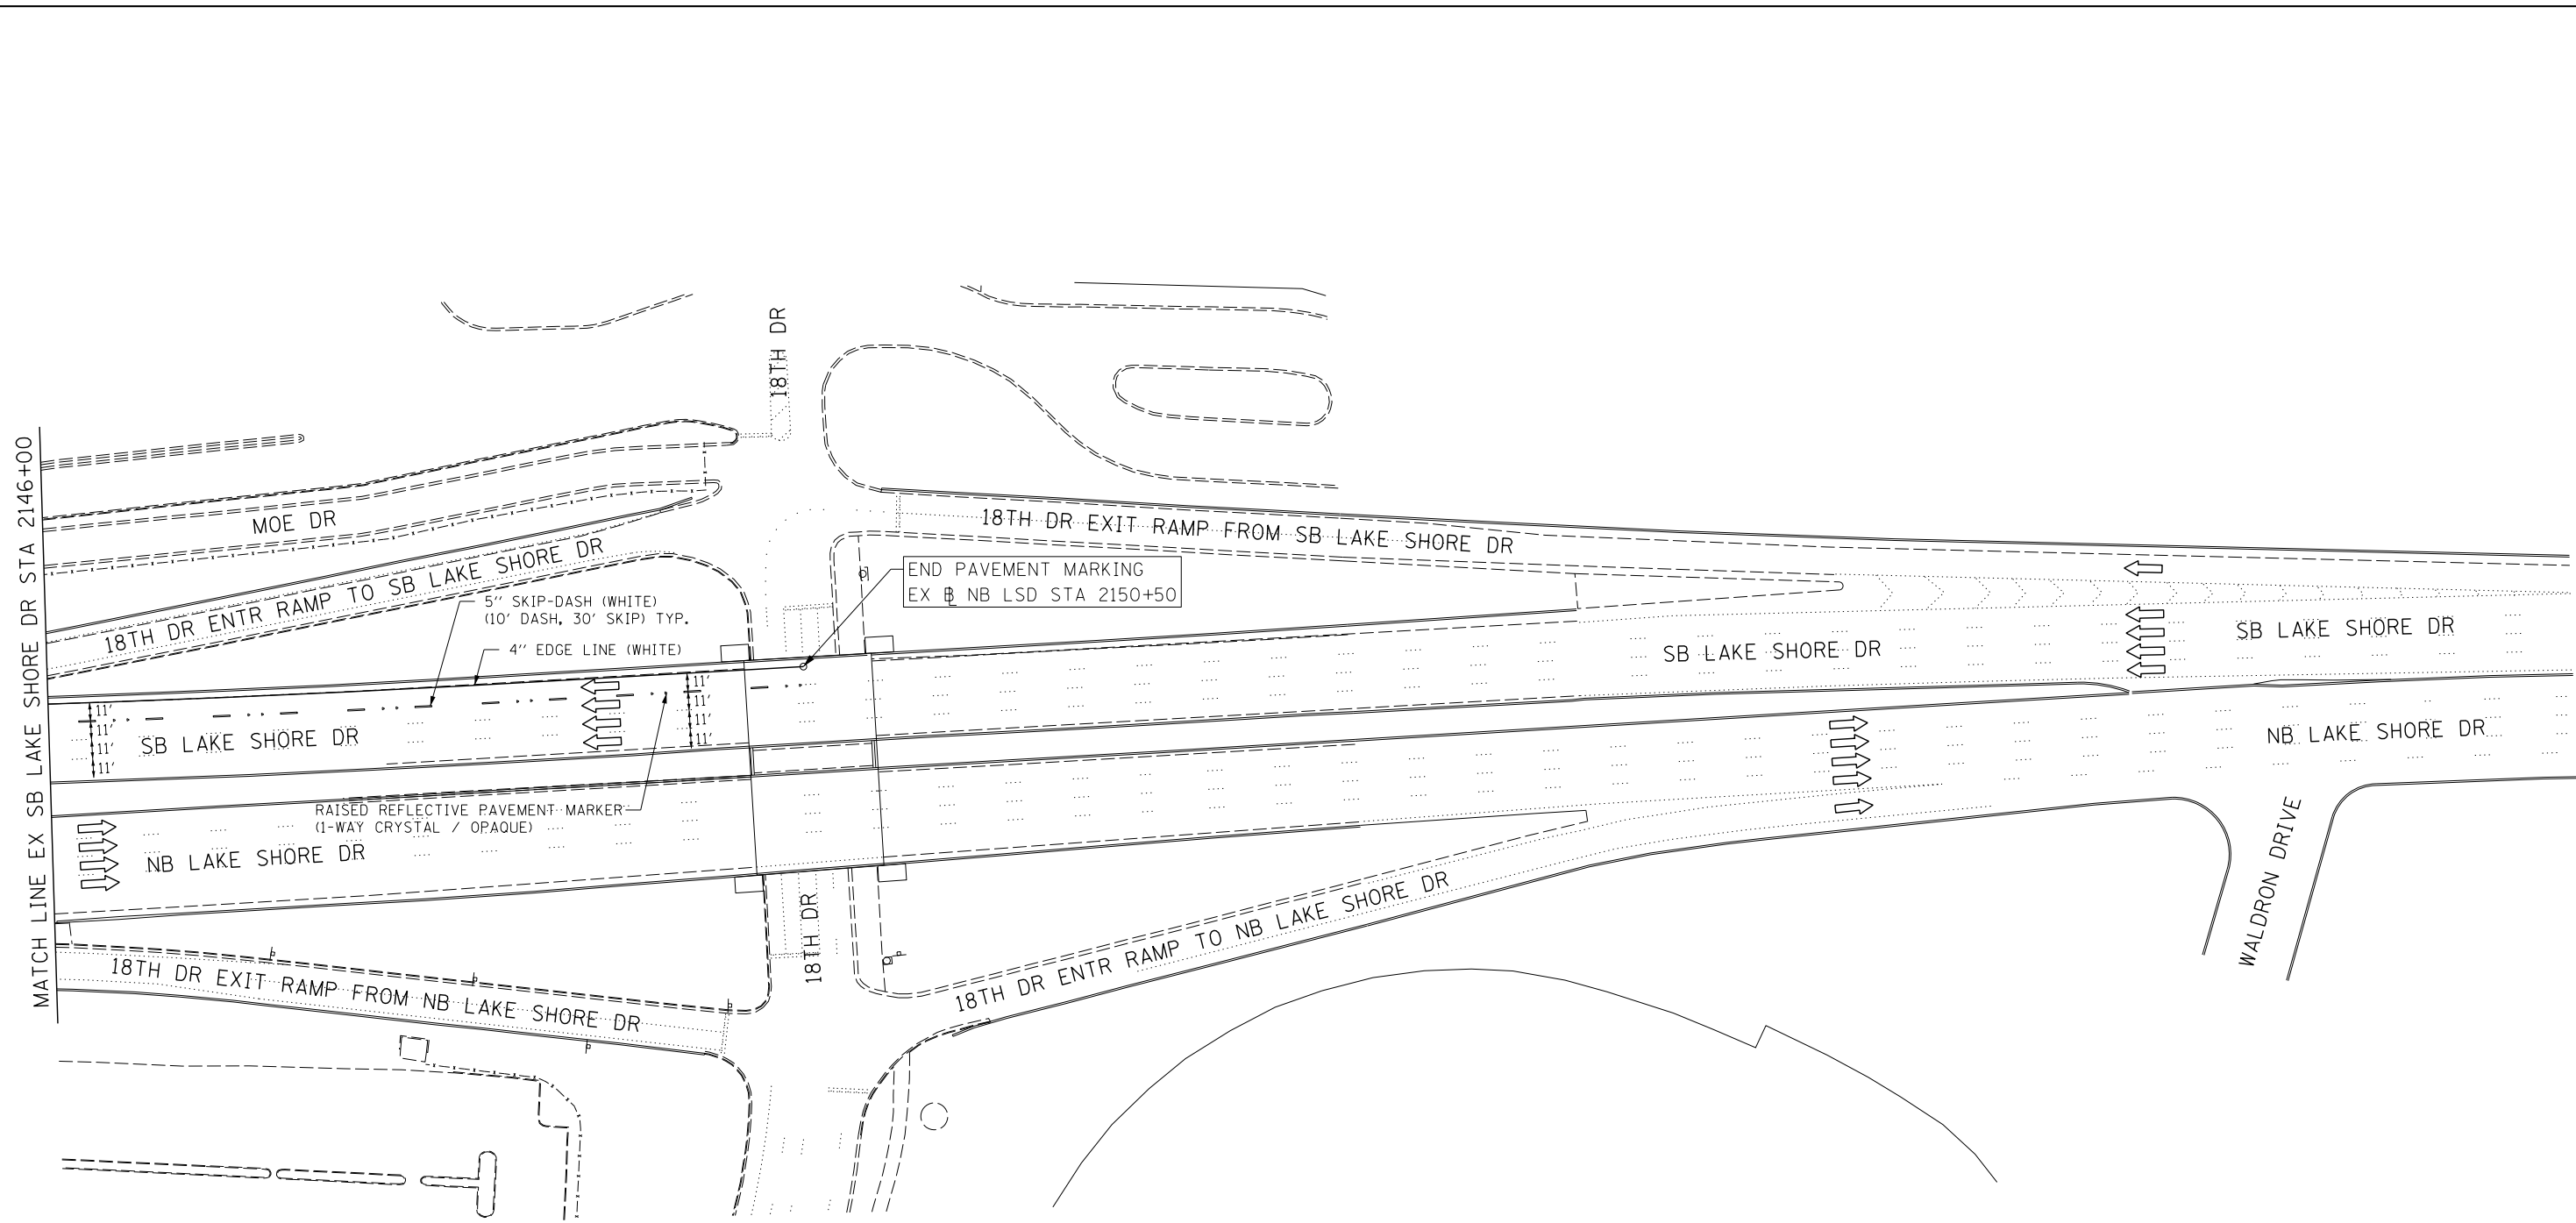 18TH DR
MATCH LINE EX SB LAKE SHORE DR STA 2146+00
MOE DR
18TH DR ENTR RAMP TO SB LAKE SHORE DR
18TH DR EXIT RAMP FROM SB LAKE SHORE DR
END PAVEMENT MARKING
EX ⅊ NB LSD STA 2150+50
5'' SKIP-DASH (WHITE)
(10' DASH, 30' SKIP) TYP.
4'' EDGE LINE (WHITE)
11'
11'
11'
11'
11'
11'
11'
11'
SB LAKE SHORE DR
SB LAKE SHORE DR
SB LAKE SHORE DR
NB LAKE SHORE DR
RAISED REFLECTIVE PAVEMENT MARKER
(1-WAY CRYSTAL / OPAQUE)
NB LAKE SHORE DR
18TH DR
18TH DR EXIT RAMP FROM NB LAKE SHORE DR
18TH DR ENTR RAMP TO NB LAKE SHORE DR
WALDRON DRIVE